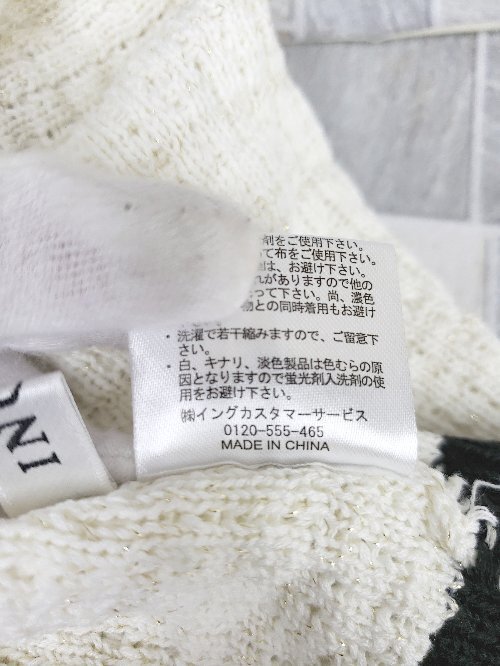 剤をご使用下さい。
て布をご使用下さい。
は、お避け下さい。
れがありますので他の
って下さい。尚、濃色
物との同時着用もお避け
・洗濯で若干縮みますので、ご留意下
さい。
・白、キナリ、淡色製品は色むらの原
因となりますので蛍光剤入洗剤の使
用をお避け下さい。
㈱イングカスタマーサービス
0120-555-465
MADE IN CHINA
INI